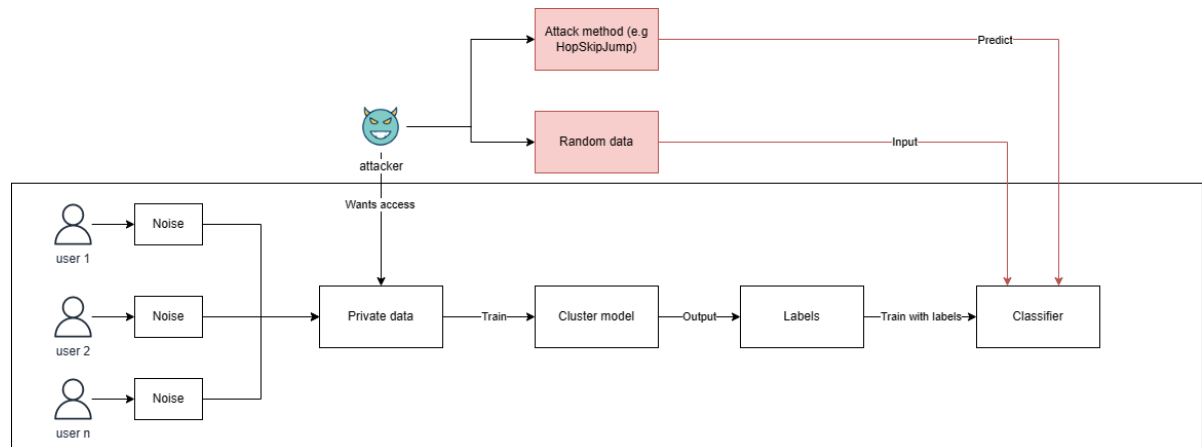 Attack method (e.g
HopSkipJump)
Predict
Random data
Input
attacker
Wants access
Noise
user 1
Noise
user 2
Noise
user n
Private data
Train
Cluster model
Output
Labels
Train with labels
Classifier